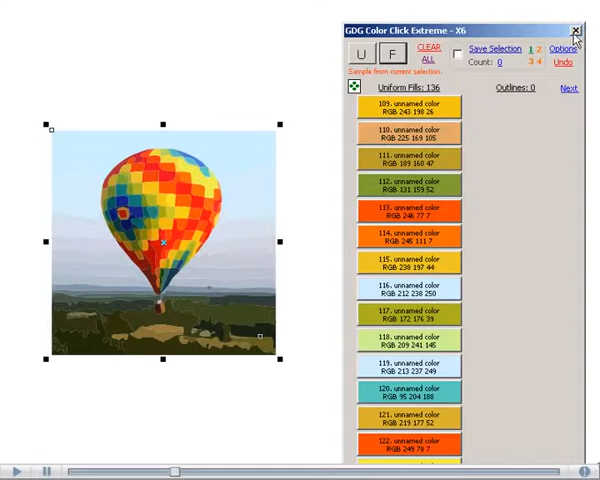 GDG Color Click Extreme - X6
U F CLEAR ALL
Save Selection 1 2 Options
Count: 0 3 4 Undo
Sample from current selection.
Uniform Fills: 136 Outlines: 0 Next
109. unnamed color
RGB 243 198 26
110. unnamed color
RGB 225 169 105
111. unnamed color
RGB 189 160 47
112. unnamed color
RGB 131 159 52
113. unnamed color
RGB 246 77 7
114. unnamed color
RGB 245 111 7
115. unnamed color
RGB 238 197 44
116. unnamed color
RGB 212 238 250
117. unnamed color
RGB 172 176 39
118. unnamed color
RGB 209 241 145
119. unnamed color
RGB 213 237 249
120. unnamed color
RGB 95 204 188
121. unnamed color
RGB 219 177 52
122. unnamed color
RGB 249 78 7